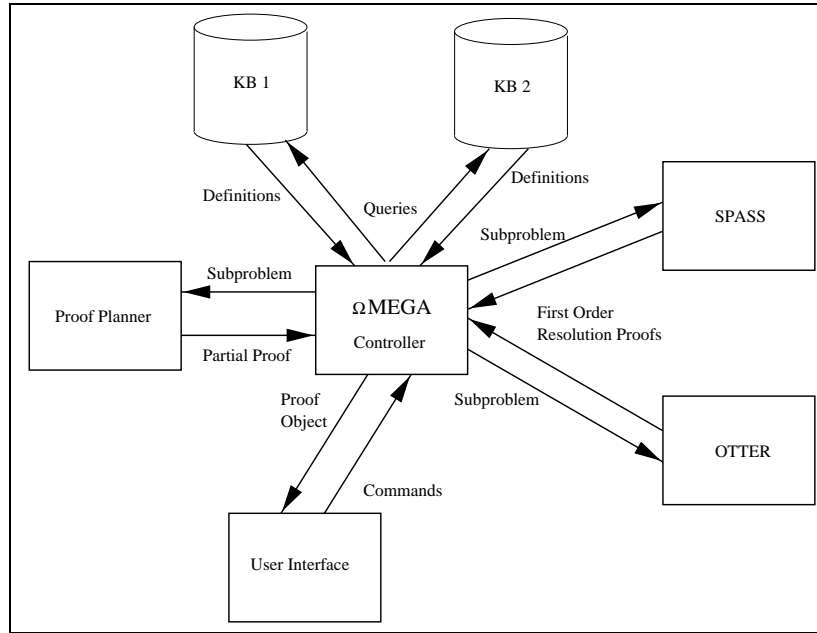 KB 1
KB 2
Definitions
Queries
Definitions
Subproblem
SPASS
Subproblem
ΩMEGA
Controller
Proof Planner
Partial Proof
First Order
Resolution Proofs
Proof
Object
Subproblem
OTTER
Commands
User Interface